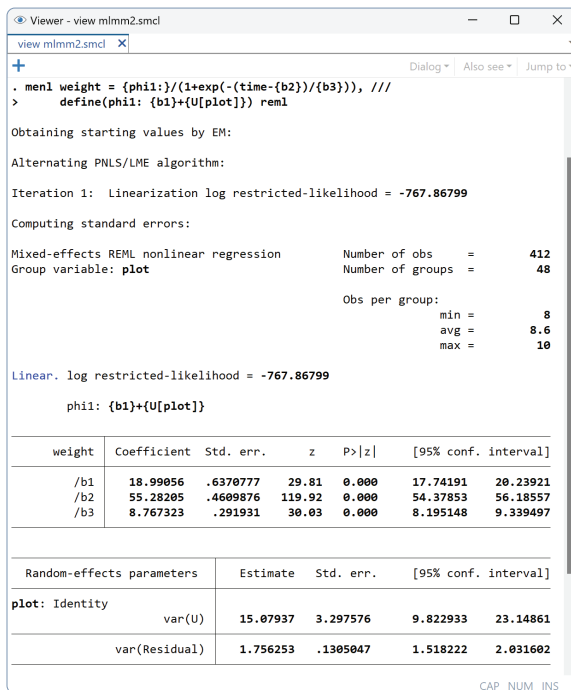 Viewer - view mlmm2.smcl
view mlmm2.smcl ×
+ Dialog Also see Jump to
. menl weight = {phi1:}/(1+exp(-(time-{b2})/{b3})), ///
> define(phi1: {b1}+{U[plot]}) reml
Obtaining starting values by EM:
Alternating PNLS/LME algorithm:
Iteration 1: Linearization log restricted-likelihood = -767.86799
Computing standard errors:
Mixed-effects REML nonlinear regression Number of obs = 412
Group variable: plot Number of groups = 48
Obs per group:
min = 8
avg = 8.6
max = 10
Linear. log restricted-likelihood = -767.86799
phi1: {b1}+{U[plot]}
weight Coefficient Std. err. z P>|z| [95% conf. interval]
/b1 18.99056 .6370777 29.81 0.000 17.74191 20.23921
/b2 55.28205 .4609876 119.92 0.000 54.37853 56.18557
/b3 8.767323 .291931 30.03 0.000 8.195148 9.339497
Random-effects parameters Estimate Std. err. [95% conf. interval]
plot: Identity
var(U) 15.07937 3.297576 9.822933 23.14861
var(Residual) 1.756253 .1305047 1.518222 2.031602
CAP NUM INS